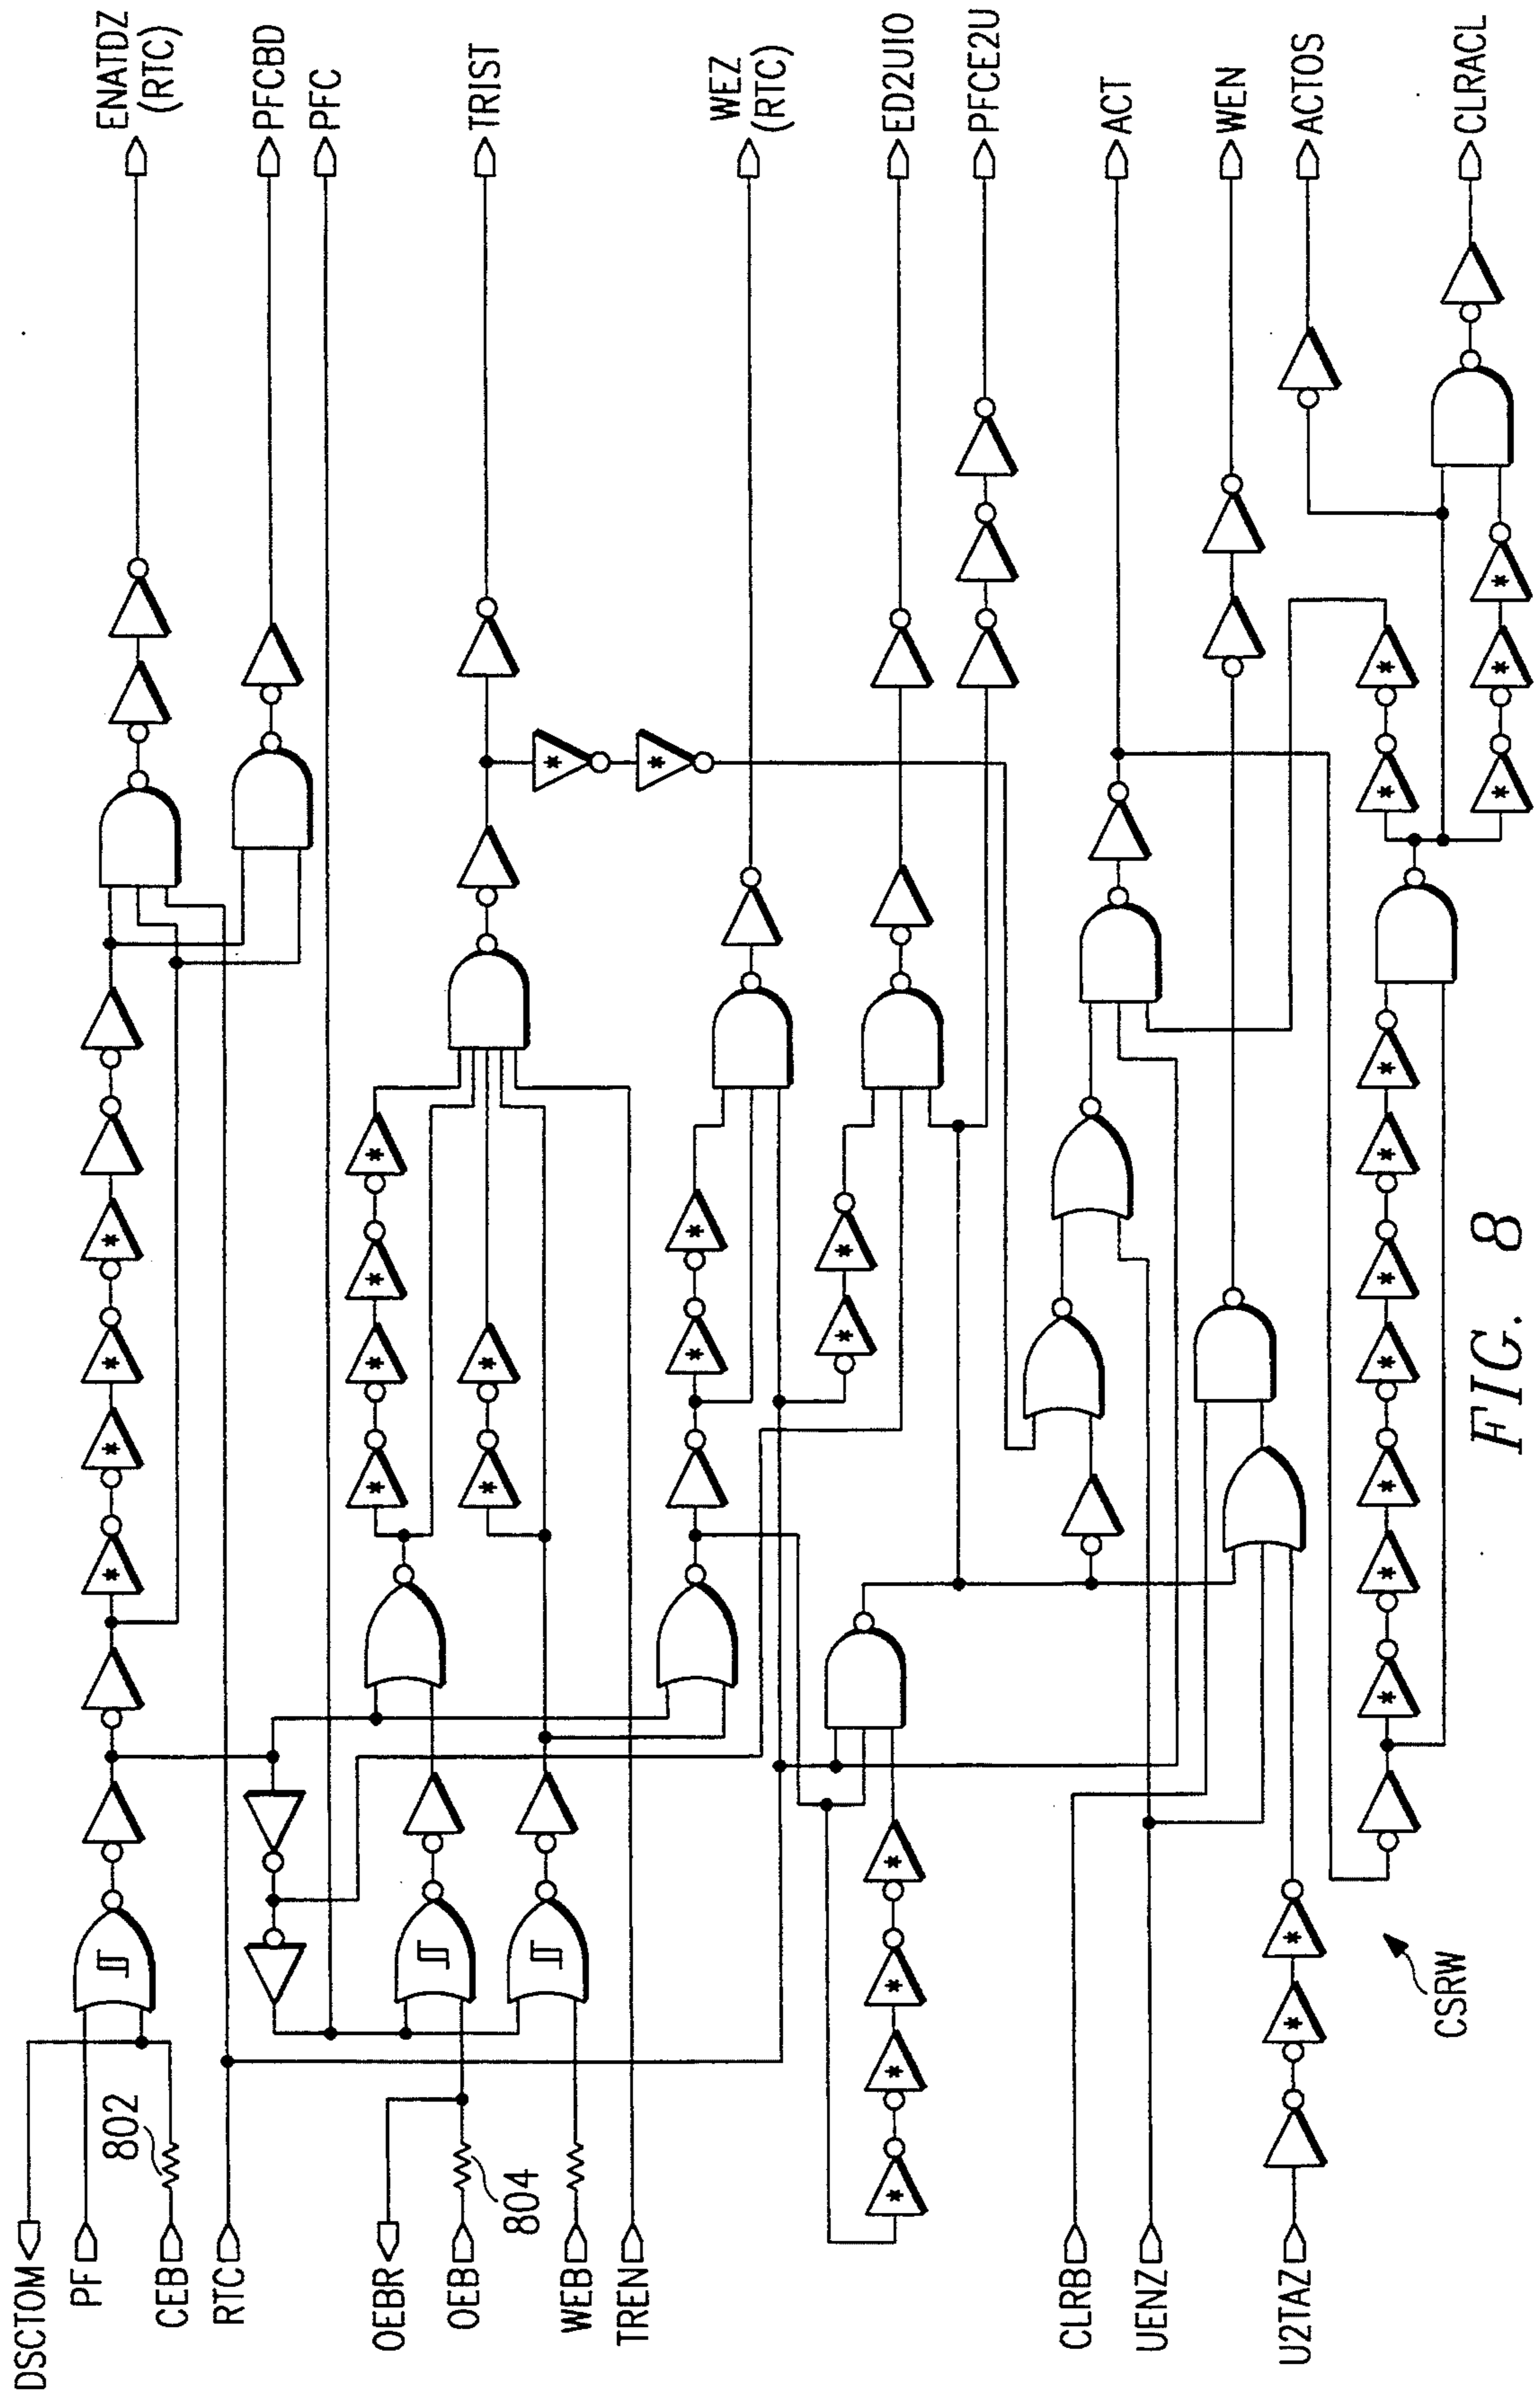 DSCTOM
PF
CEB
802
RTC
OEBR
OEB
804
WEB
TREN
CLRB
UENZ
U2TAZ
ENATDZ
(RTC)
PFCBD
PFC
TRIST
WEZ
(RTC)
ED2UIO
PFCE2U
ACT
WEN
ACTOS
CLRACL
* * * *
* * * *
* *
* *
* *
* *
* * * *
* *
* * * * * * *
* *
* * *
CSRW
FIG. 8